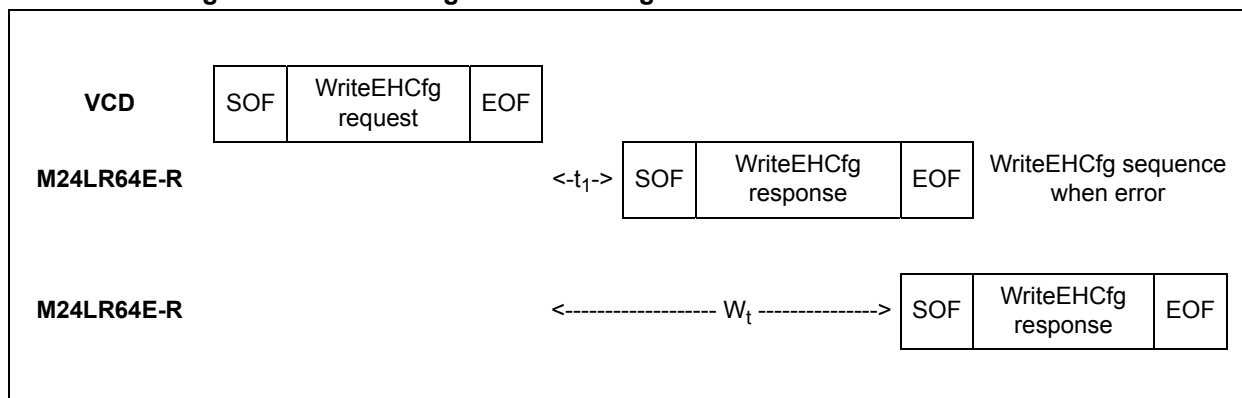 VCD
SOF
WriteEHCfg
request
EOF
M24LR64E-R
<-t1->
SOF
WriteEHCfg
response
EOF
WriteEHCfg sequence
when error
M24LR64E-R
<------------------- Wt --------------->
SOF
WriteEHCfg
response
EOF